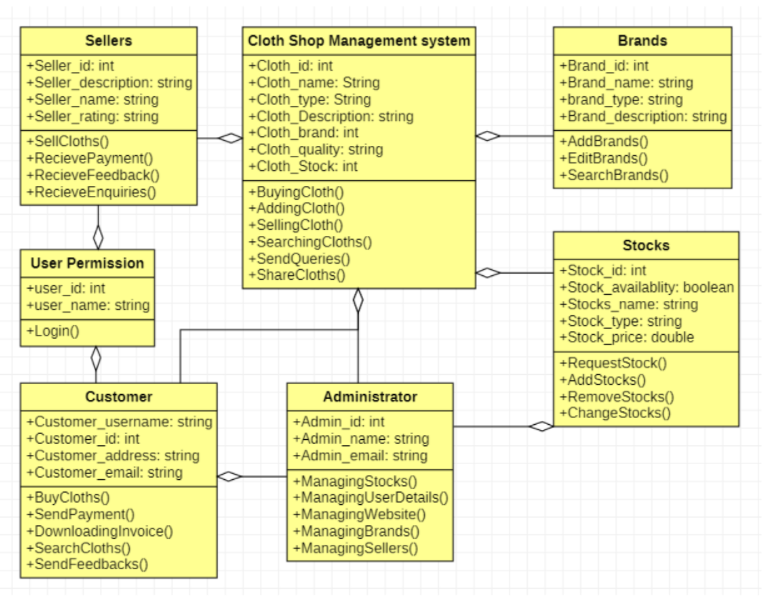 Sellers
+Seller_id: int
+Seller_description: string
+Seller_name: string
+Seller_rating: string
+SellCloths()
+RecievePayment()
+RecieveFeedback()
+RecieveEnquiries()
Cloth Shop Management system
+Cloth_id: int
+Cloth_name: String
+Cloth_type: String
+Cloth_Description: string
+Cloth_brand: int
+Cloth_quality: string
+Cloth_Stock: int
+BuyingCloth()
+AddingCloth()
+SellingCloth()
+SearchingCloths()
+SendQueries()
+ShareCloths()
Brands
+Brand_id: int
+Brand_name: string
+brand_type: string
+Brand_description: string
+AddBrands()
+EditBrands()
+SearchBrands()
User Permission
+user_id: int
+user_name: string
+Login()
Stocks
+Stock_id: int
+Stock_availablity: boolean
+Stocks_name: string
+Stock_type: string
+Stock_price: double
+RequestStock()
+AddStocks()
+RemoveStocks()
+ChangeStocks()
Customer
+Customer_username: string
+Customer_id: int
+Customer_address: string
+Customer_email: string
+BuyCloths()
+SendPayment()
+DownloadingInvoice()
+SearchCloths()
+SendFeedbacks()
Administrator
+Admin_id: int
+Admin_name: string
+Admin_email: string
+ManagingStocks()
+ManagingUserDetails()
+ManagingWebsite()
+ManagingBrands()
+ManagingSellers()